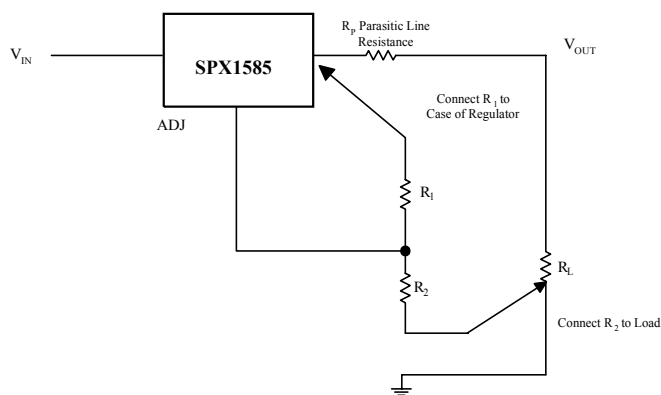 R_P Parasitic Line
Resistance
V_IN
SPX1585
V_OUT
Connect R_1 to
Case of Regulator
ADJ
R_1
R_2
R_L
Connect R_2 to Load